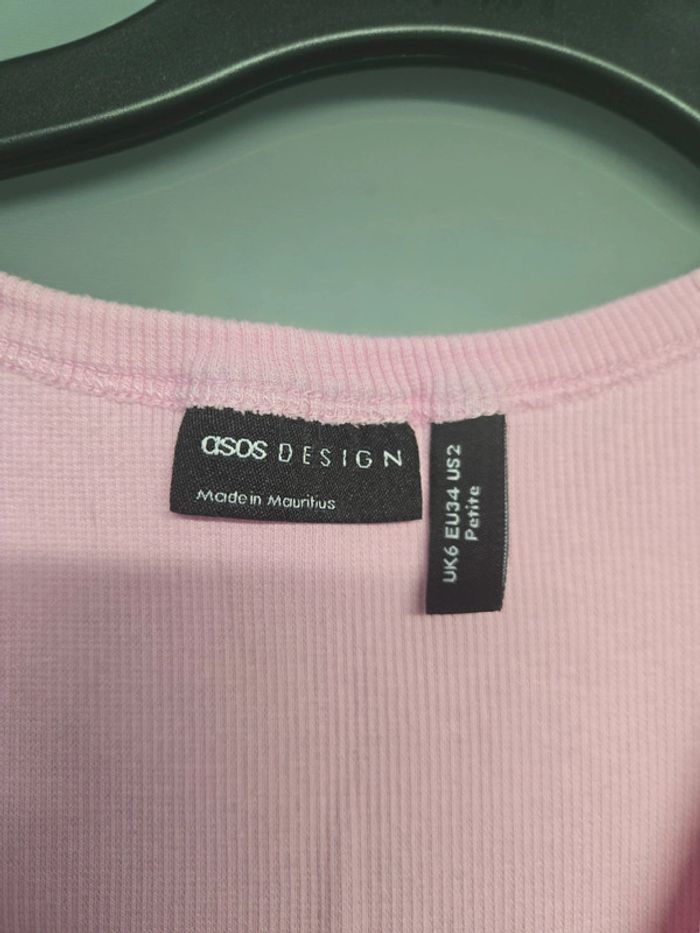 asos DESIGN
Made in Mauritius
UK6 EU34 US2
Petite